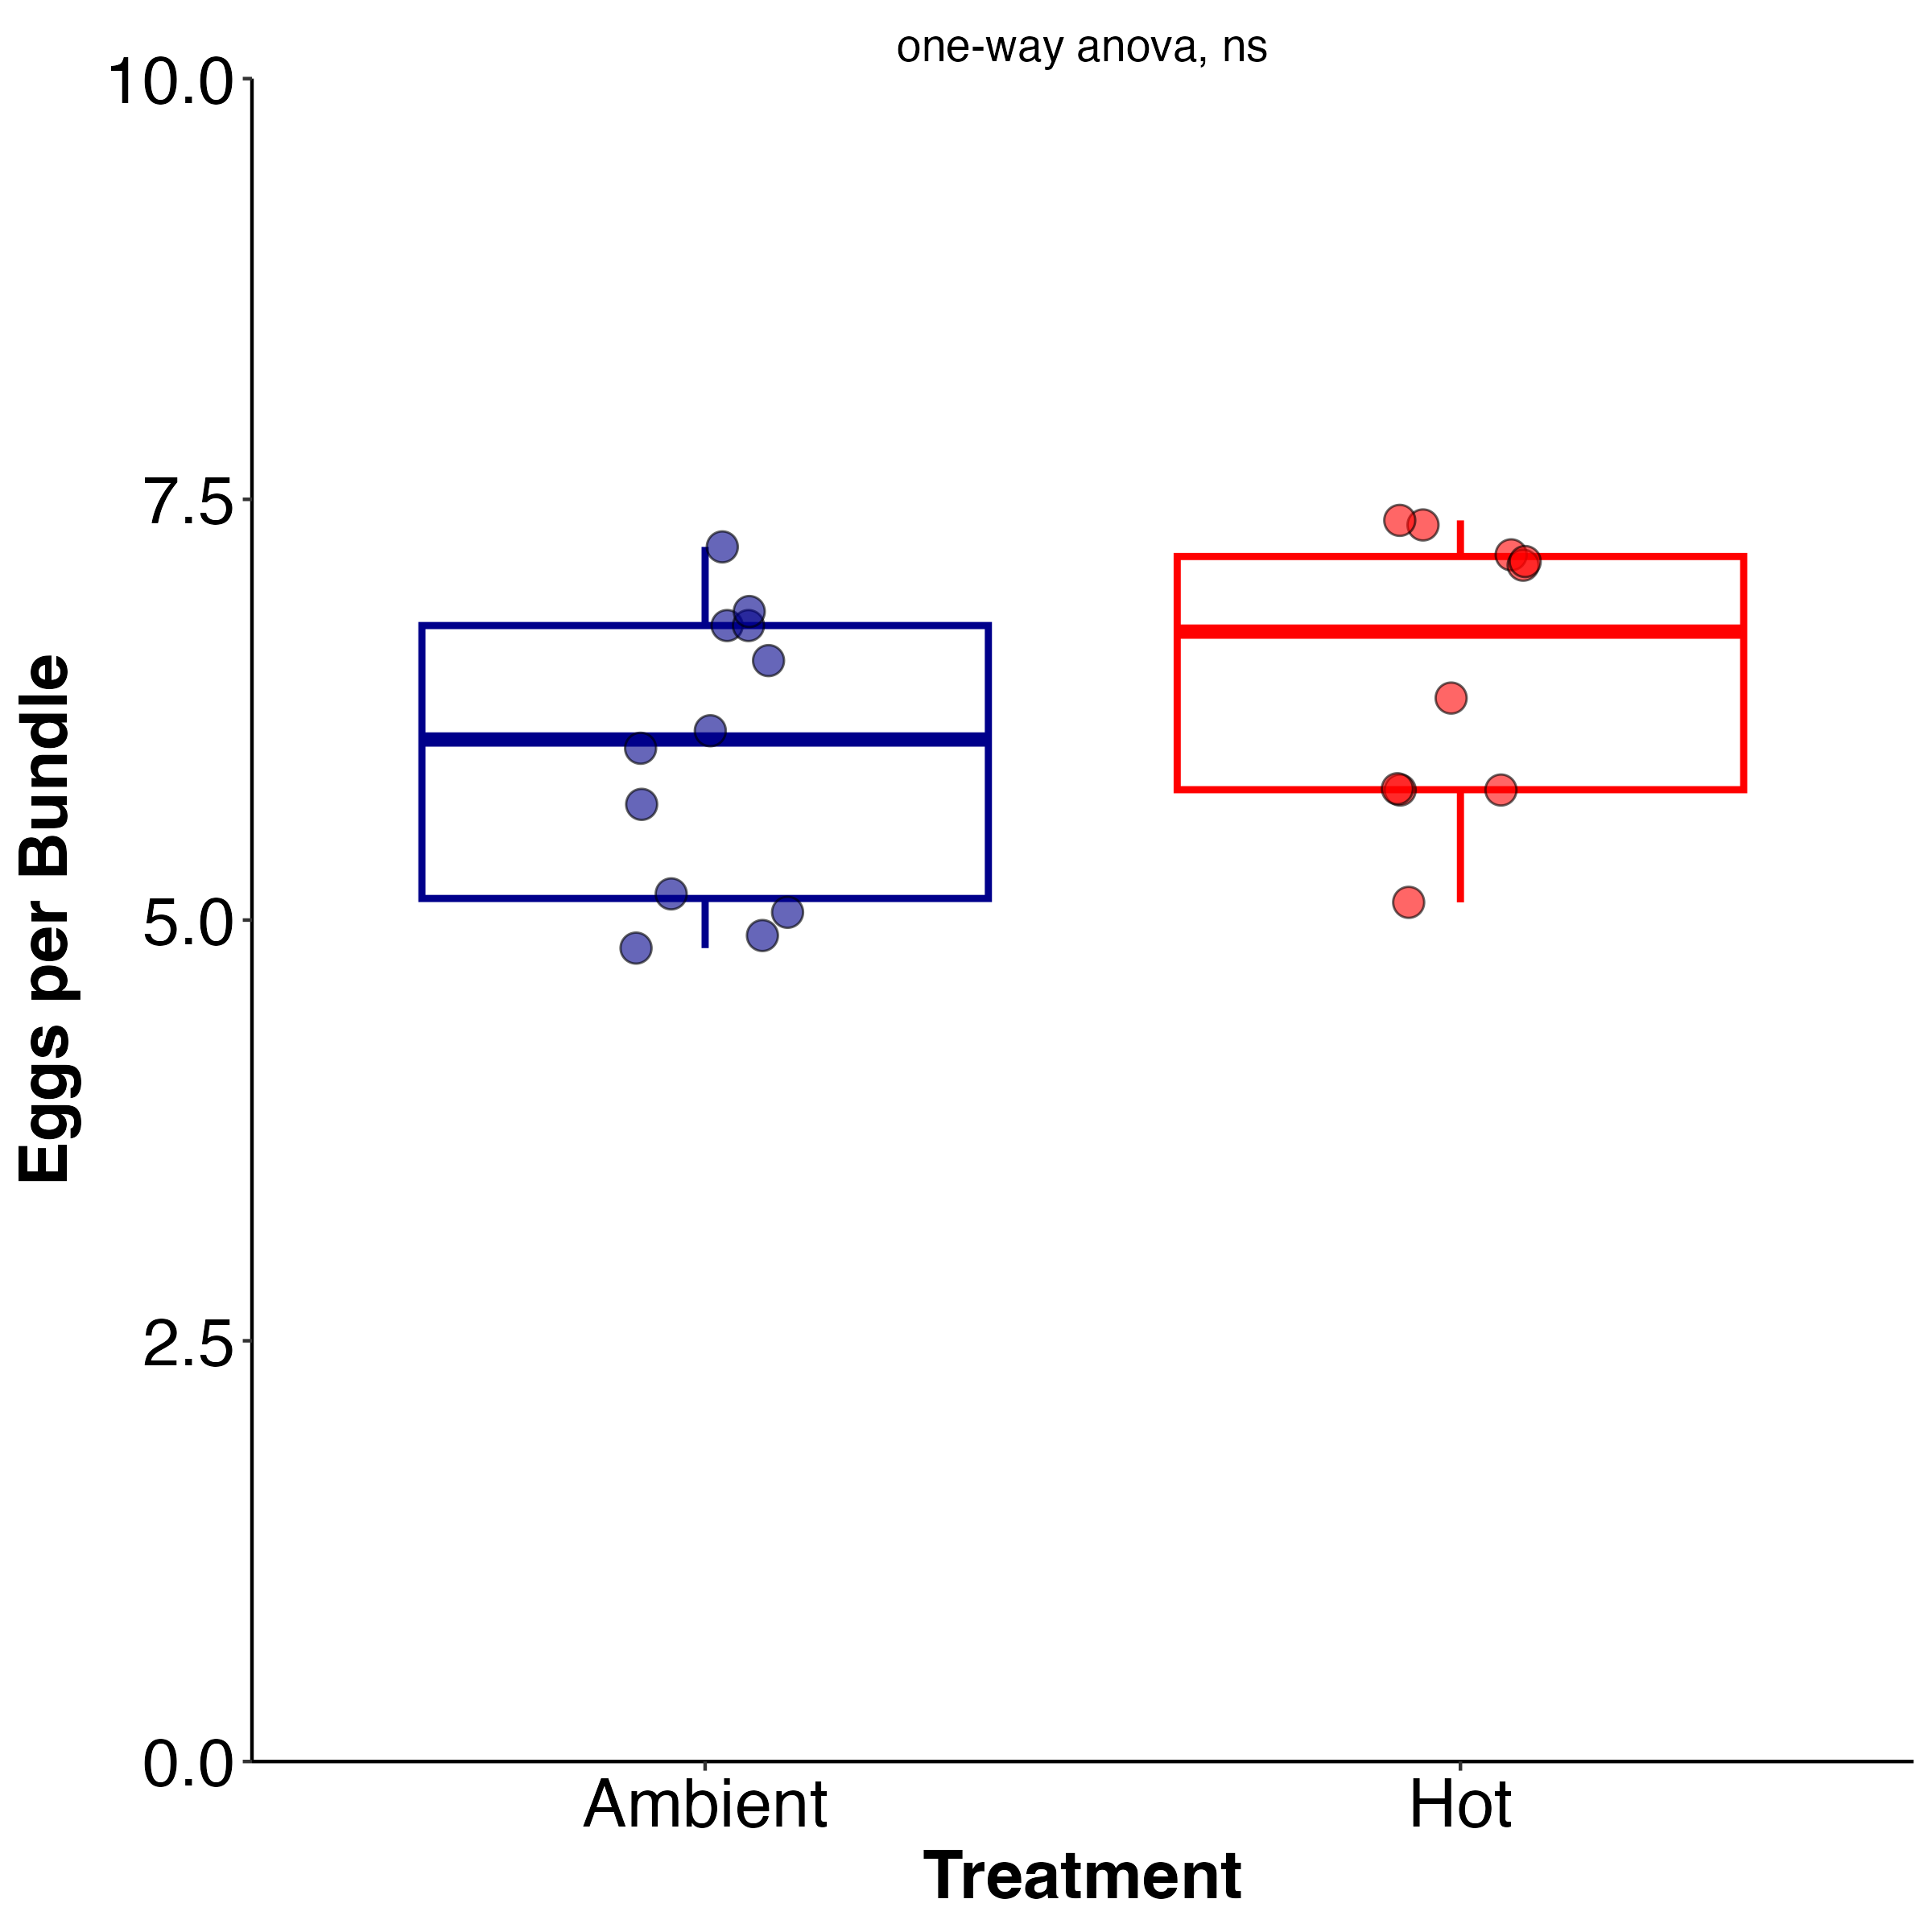 one-way anova, ns
10.0
7.5
5.0
2.5
0.0
Eggs per Bundle
Ambient
Hot
Treatment